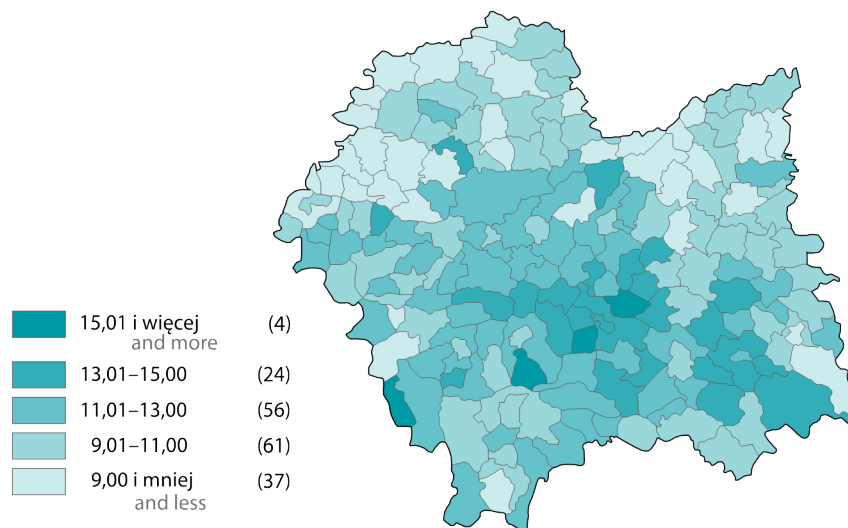 15,01 i więcej (4)
and more
13,01–15,00 (24)
11,01–13,00 (56)
9,01–11,00 (61)
9,00 i mniej (37)
and less